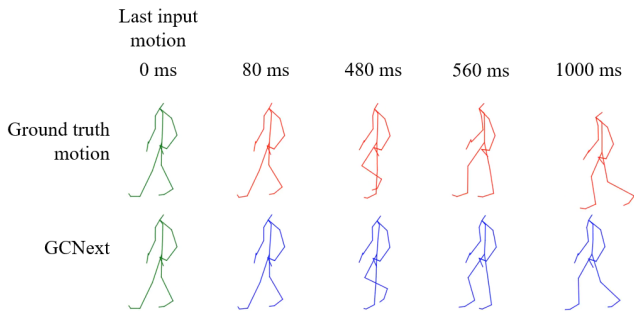 Last input
motion
0 ms 80 ms 480 ms 560 ms 1000 ms
Ground truth
motion
GCNext